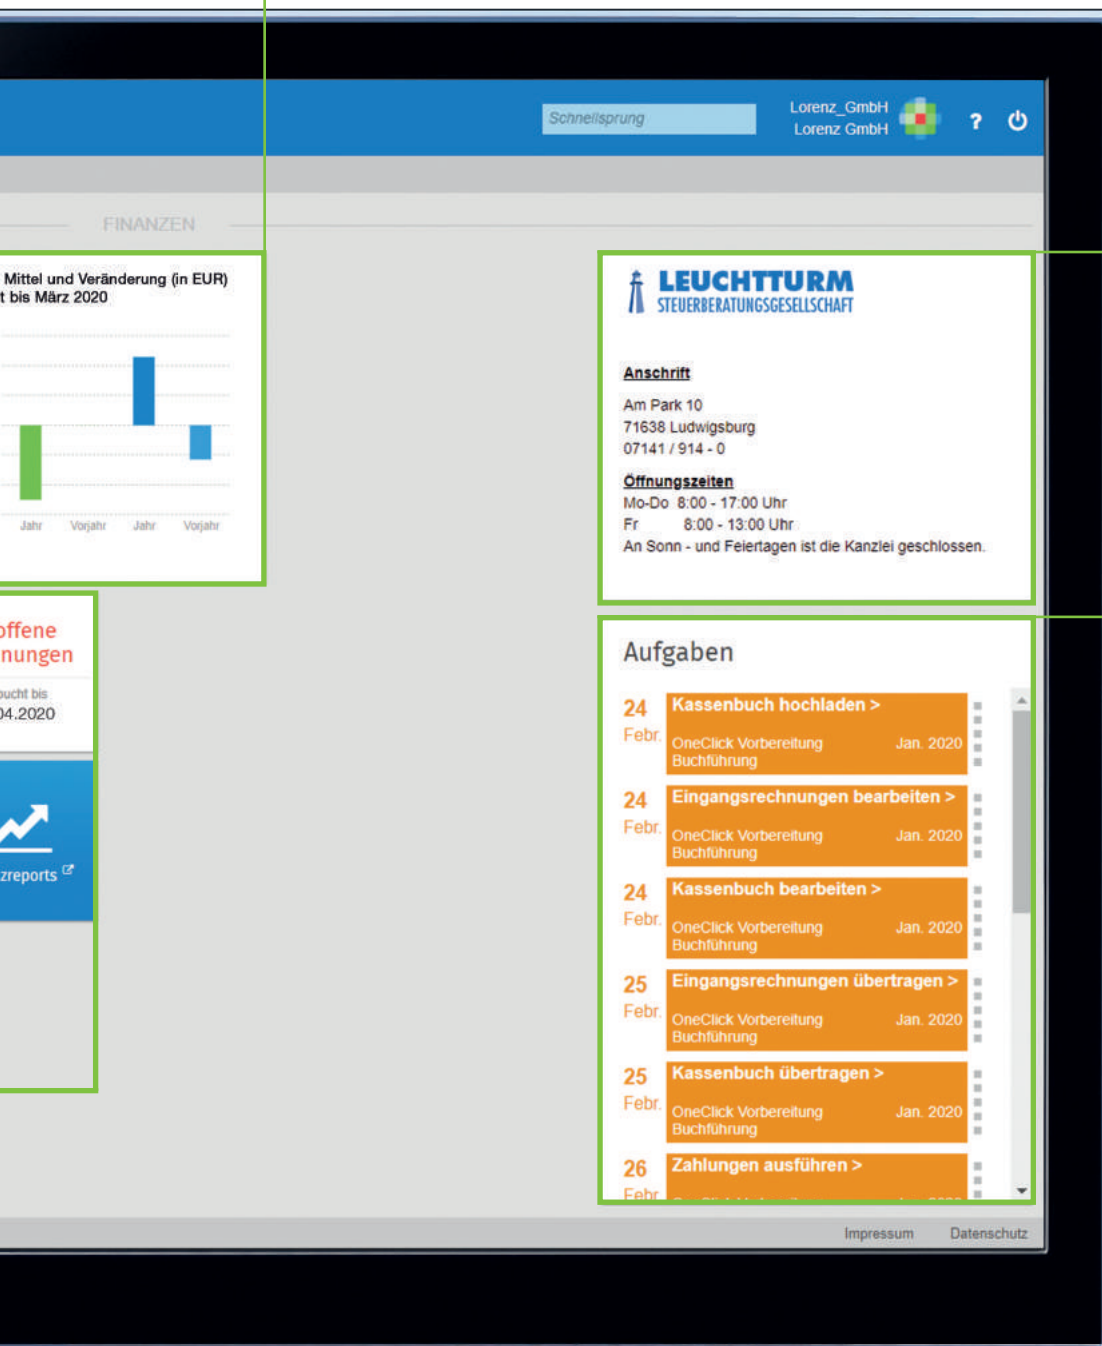 Schnellsprung
Lorenz_GmbH
Lorenz GmbH
?
FINANZEN
Mittel und Veränderung (in EUR)
t bis März 2020
Jahr Vorjahr Jahr Vorjahr
offene
nungen
bucht bis
04.2020
zreports
LEUCHTTURM
STEUERBERATUNGSGESELLSCHAFT
Anschrift
Am Park 10
71638 Ludwigsburg
07141 / 914 - 0
Öffnungszeiten
Mo-Do 8:00 - 17:00 Uhr
Fr 8:00 - 13:00 Uhr
An Sonn - und Feiertagen ist die Kanzlei geschlossen.
Aufgaben
24 Kassenbuch hochladen >
Febr. OneClick Vorbereitung Jan. 2020
Buchführung
24 Eingangsrechnungen bearbeiten >
Febr. OneClick Vorbereitung Jan. 2020
Buchführung
24 Kassenbuch bearbeiten >
Febr. OneClick Vorbereitung Jan. 2020
Buchführung
25 Eingangsrechnungen übertragen >
Febr. OneClick Vorbereitung Jan. 2020
Buchführung
25 Kassenbuch übertragen >
Febr. OneClick Vorbereitung Jan. 2020
Buchführung
26 Zahlungen ausführen >
Febr
Impressum Datenschutz